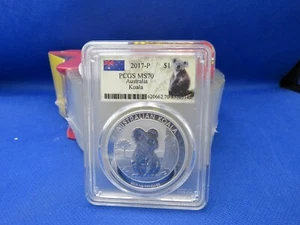 2017-P $1
PCGS MS70
Australia
Koala
AUSTRALIAN KOALA